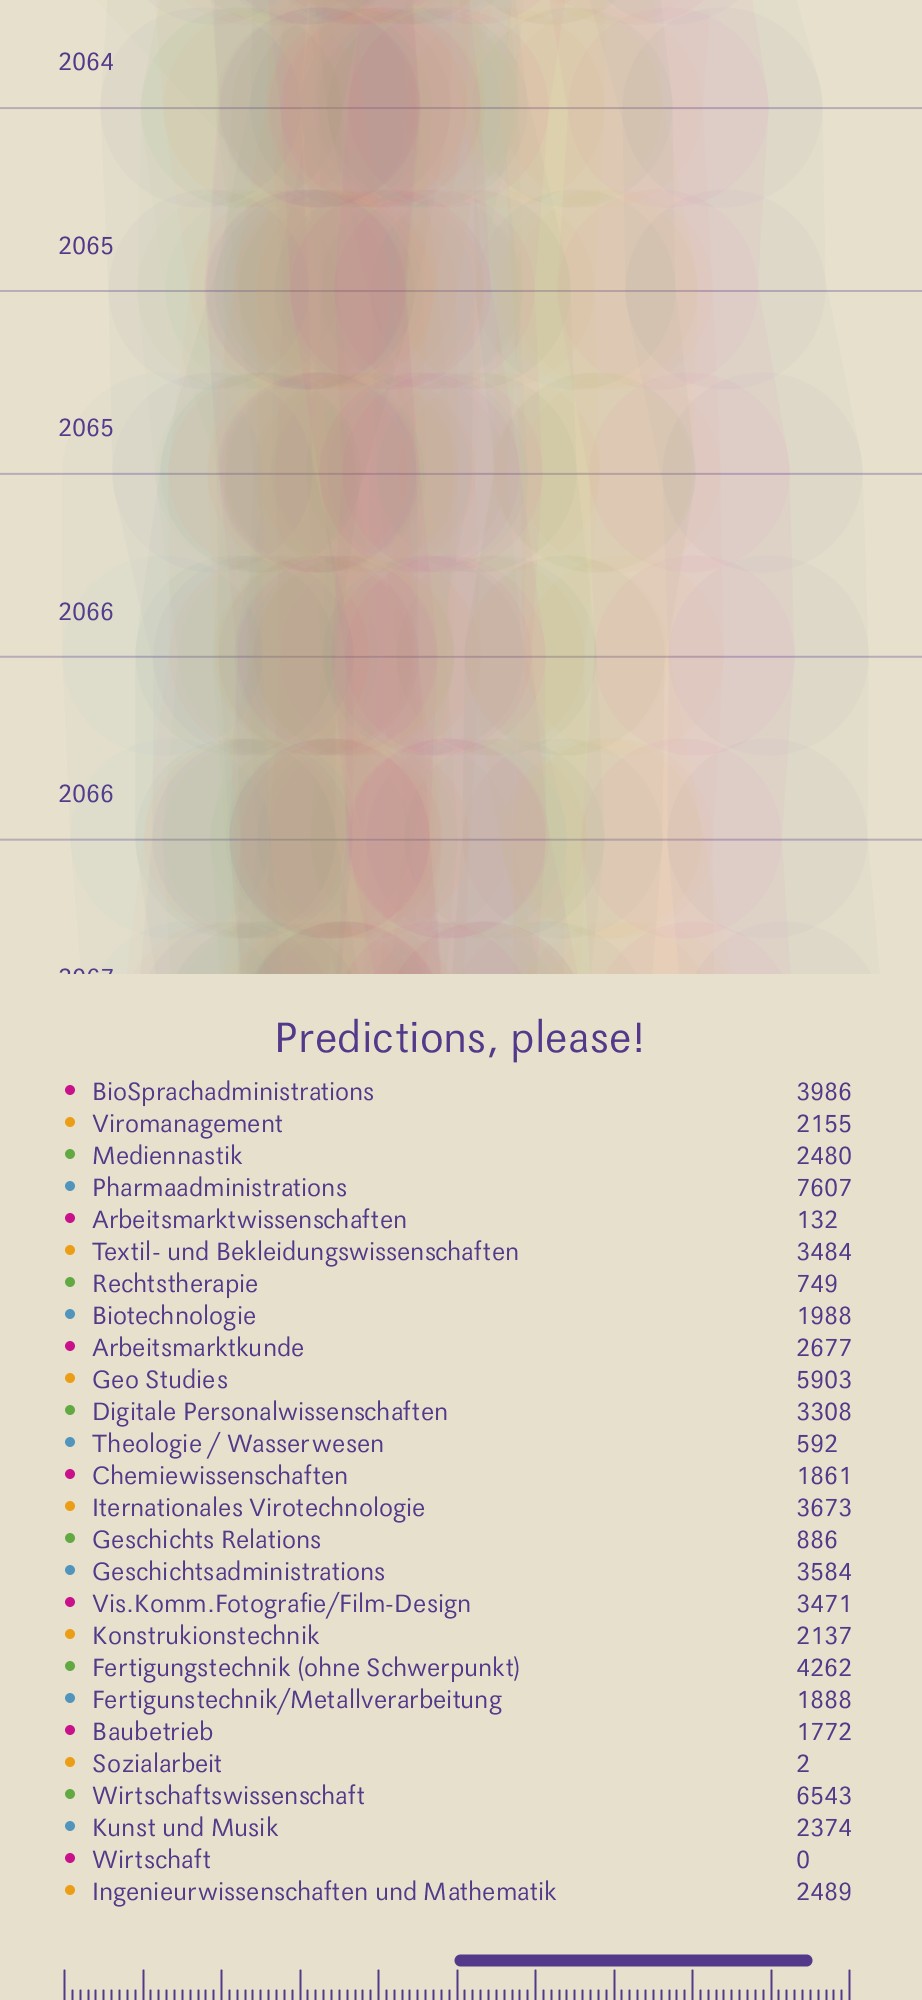 2064
2065
2065
2066
2066
2067
Predictions, please!
BioSprachadministrations 3986
Viromanagement 2155
Mediennastik 2480
Pharmaadministrations 7607
Arbeitsmarktwissenschaften 132
Textil- und Bekleidungswissenschaften 3484
Rechtstherapie 749
Biotechnologie 1988
Arbeitsmarktkunde 2677
Geo Studies 5903
Digitale Personalwissenschaften 3308
Theologie / Wasserwesen 592
Chemiewissenschaften 1861
Iternationales Virotechnologie 3673
Geschichts Relations 886
Geschichtsadministrations 3584
Vis.Komm.Fotografie/Film-Design 3471
Konstrukionstechnik 2137
Fertigungstechnik (ohne Schwerpunkt) 4262
Fertigunstechnik/Metallverarbeitung 1888
Baubetrieb 1772
Sozialarbeit 2
Wirtschaftswissenschaft 6543
Kunst und Musik 2374
Wirtschaft 0
Ingenieurwissenschaften und Mathematik 2489